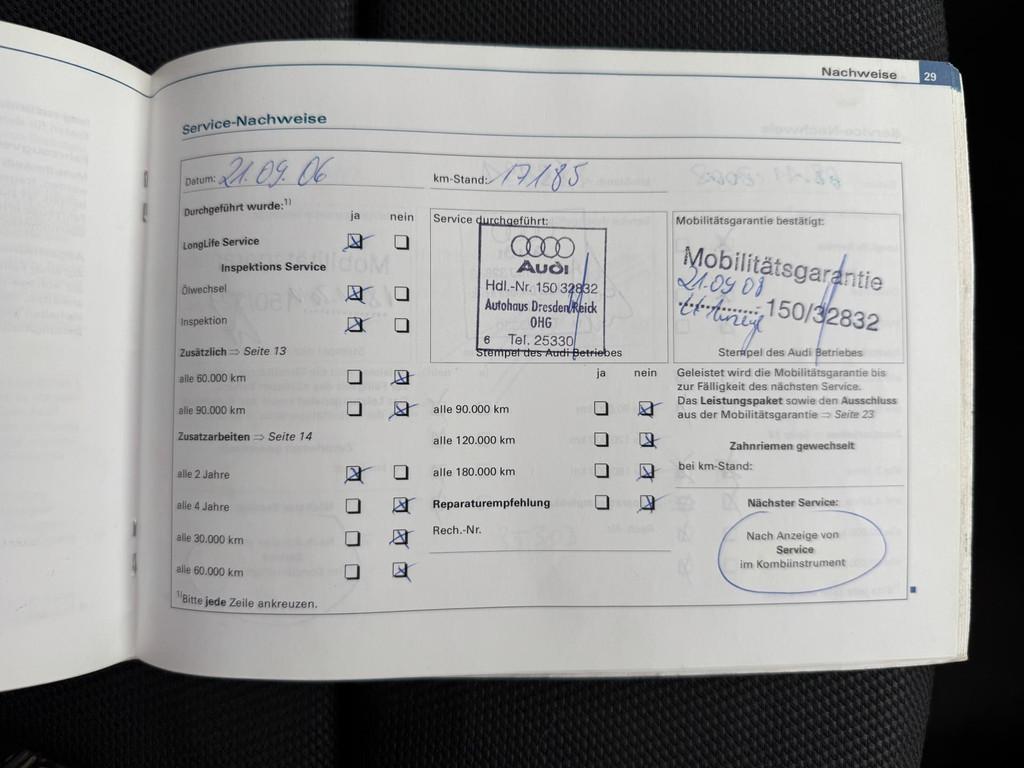 Nachweise 29
Service-Nachweise
Datum: 21.09.06 km-Stand: 17185
Durchgeführt wurde:1)
ja nein
LongLife Service
Inspektions Service
Ölwechsel
Inspektion
Zusätzlich ⇒ Seite 13
alle 60.000 km
alle 90.000 km
Zusatzarbeiten ⇒ Seite 14
alle 2 Jahre
alle 4 Jahre
alle 30.000 km
alle 60.000 km
1)Bitte jede Zeile ankreuzen.
Service durchgeführt:
Audi
Hdl.-Nr. 150 32832
Autohaus Dresden/Reick
OHG
6 Tel. 25330
Stempel des Audi Betriebes
ja nein
alle 90.000 km
alle 120.000 km
alle 180.000 km
Reparaturempfehlung
Rech.-Nr.
Mobilitätsgarantie bestätigt:
Mobilitätsgarantie
21.09.08
150/32832
Stempel des Audi Betriebes
Geleistet wird die Mobilitätsgarantie bis
zur Fälligkeit des nächsten Service.
Das Leistungspaket sowie den Ausschluss
aus der Mobilitätsgarantie ⇒ Seite 23
Zahnriemen gewechselt
bei km-Stand:
Nächster Service:
Nach Anzeige von
Service
im Kombiinstrument